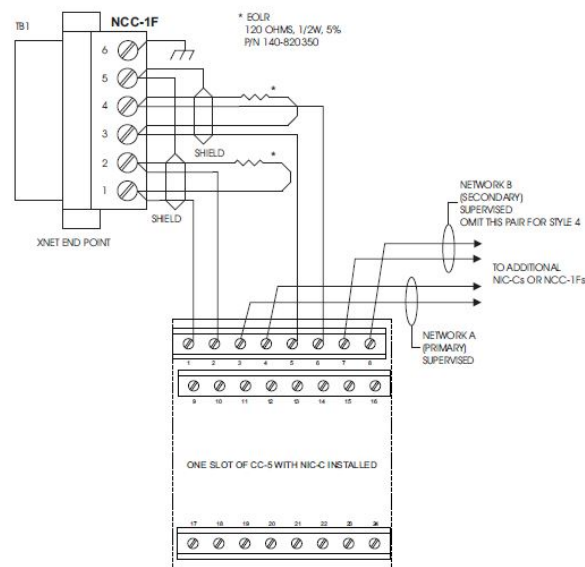 TB1
NCC-1F
* EOLR
120 OHMS, 1/2W, 5%
P/N 140-820350
6
5
4
3
2
1
*
*
SHIELD
SHIELD
XNET END POINT
NETWORK B
(SECONDARY)
SUPERVISED
OMIT THIS PAIR FOR STYLE 4
TO ADDITIONAL
NIC-Cs OR NCC-1Fs
NETWORK A
(PRIMARY)
SUPERVISED
1 2 3 4 5 6 7 8
9 10 11 12 13 14 15 16
ONE SLOT OF CC-5 WITH NIC-C INSTALLED
17 18 19 20 21 22 23 24